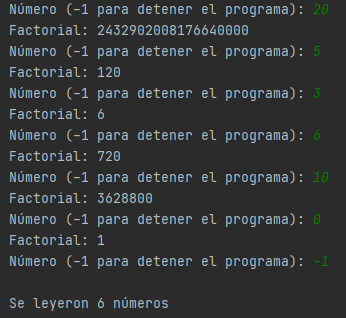 Número (-1 para detener el programa): 20
Factorial: 2432902008176640000
Número (-1 para detener el programa): 5
Factorial: 120
Número (-1 para detener el programa): 3
Factorial: 6
Número (-1 para detener el programa): 6
Factorial: 720
Número (-1 para detener el programa): 10
Factorial: 3628800
Número (-1 para detener el programa): 0
Factorial: 1
Número (-1 para detener el programa): -1
Se leyeron 6 números